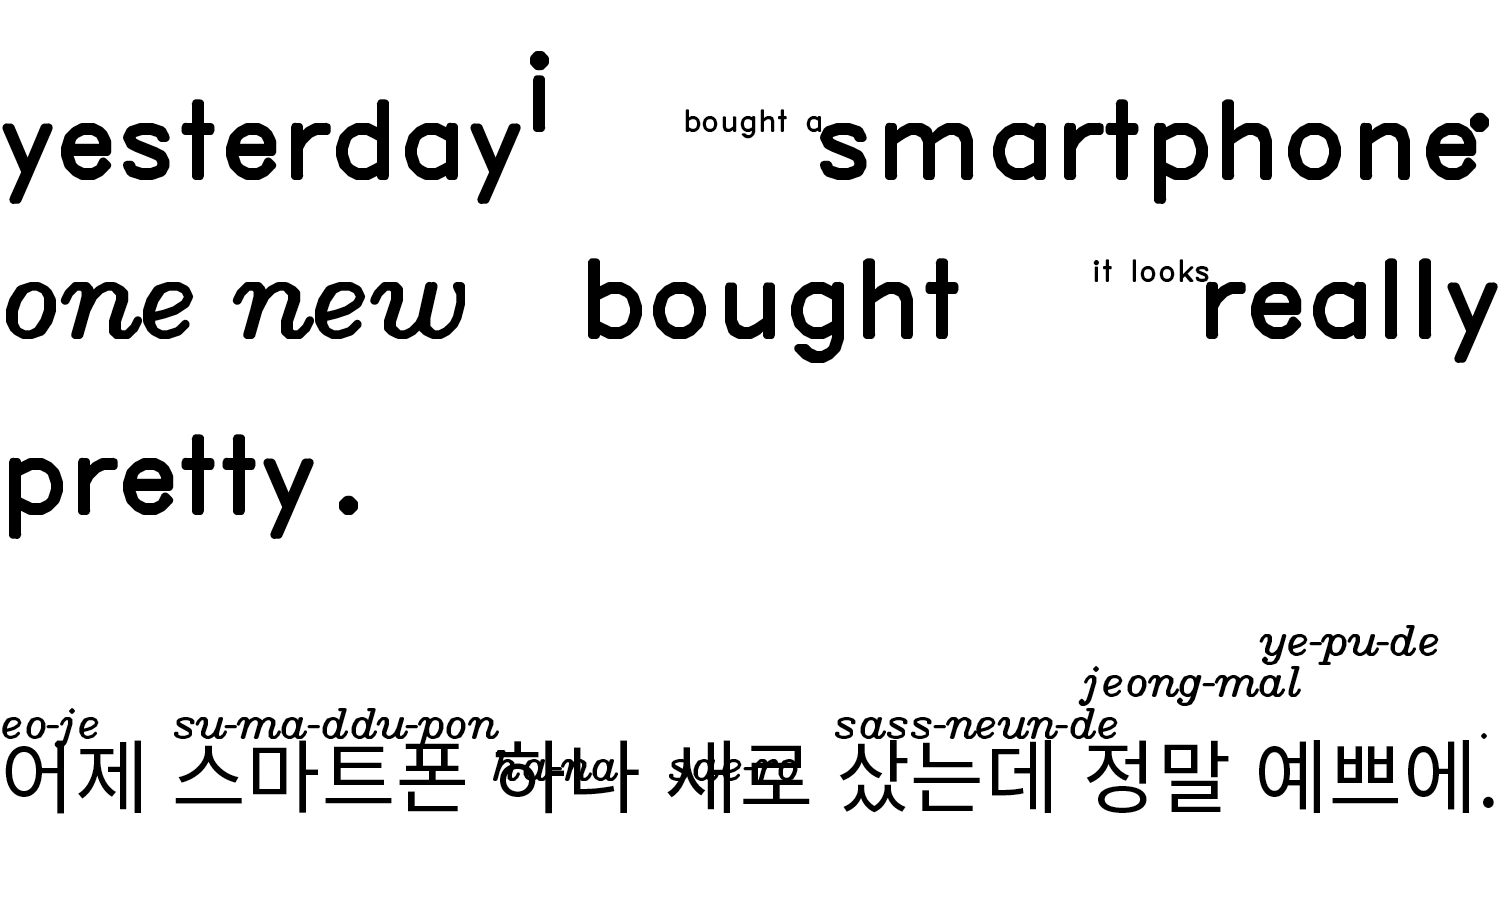 yesterday i bought a smartphone.
one new bought it looks really
pretty.
ye-pu-de
jeong-mal
eo-je su-ma-ddu-pon sass-neun-de
ha-na sae-ro
어제 스마트폰 하나 새로 샀는데 정말 예쁘에.